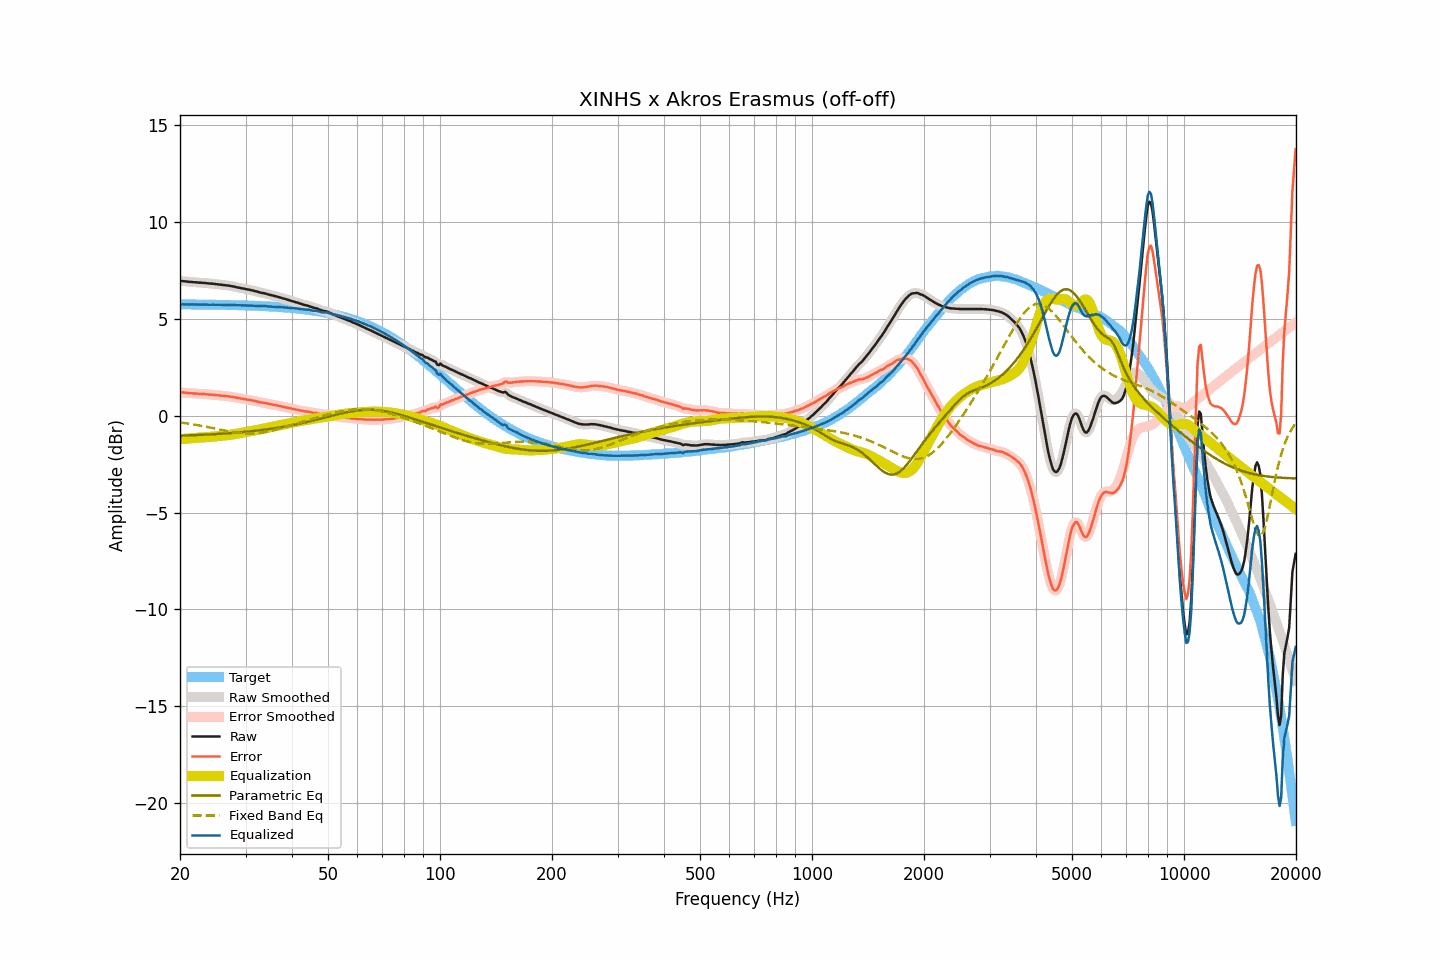 XINHS x Akros Erasmus (off-off)
Amplitude (dBr)
15
10
5
0
−5
−10
−15
−20
Target
Raw Smoothed
Error Smoothed
Raw
Error
Equalization
Parametric Eq
Fixed Band Eq
Equalized
20 50 100 200 500 1000 2000 5000 10000 20000
Frequency (Hz)